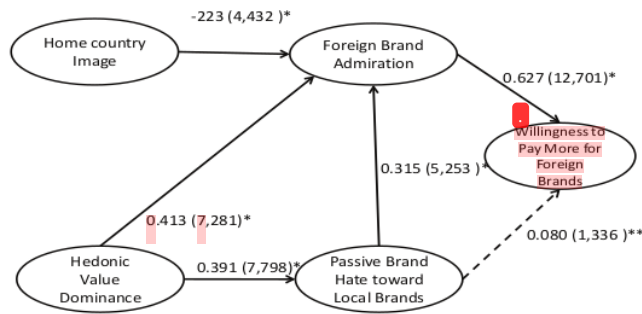 -223 (4,432 )*
Home country
Image
Foreign Brand
Admiration
0.627 (12,701)*
Willingness to
Pay More for
Foreign
Brands
0.315 (5,253 )*
0.413 (7,281)*
0.080 (1,336 )**
Hedonic
Value
Dominance
0.391 (7,798)*
Passive Brand
Hate toward
Local Brands